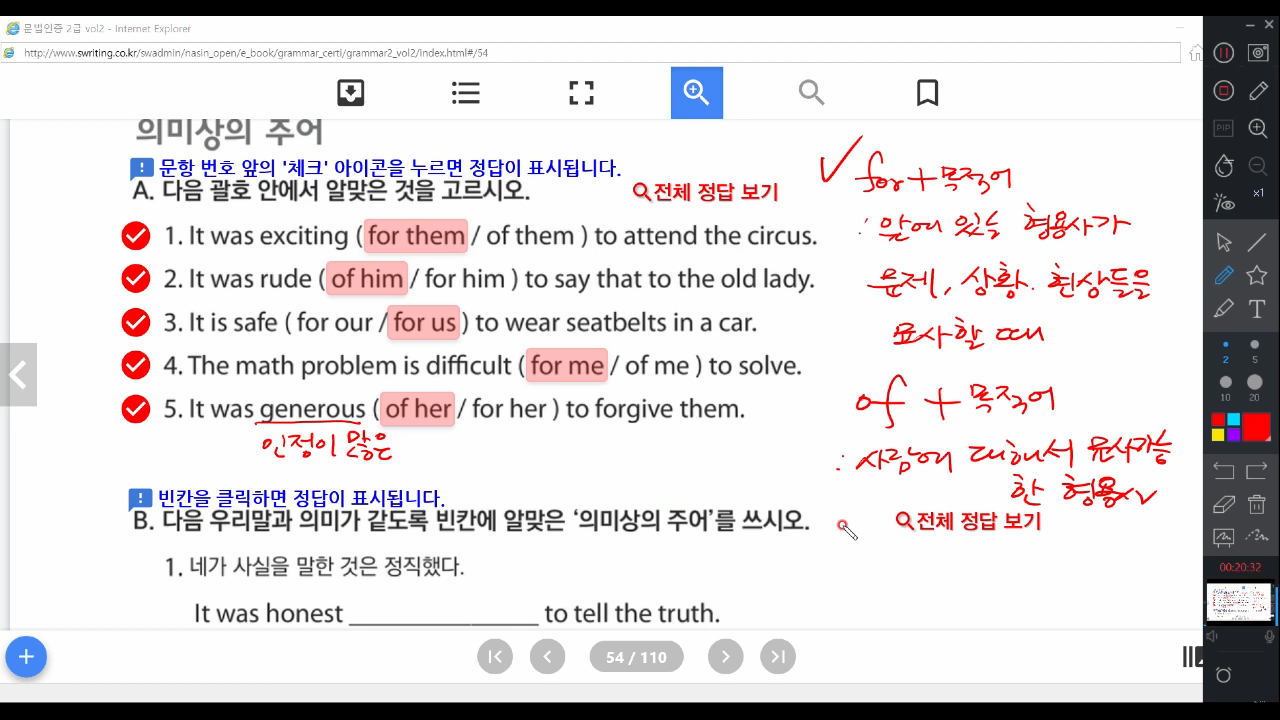 문법인증 2급 vol2 - Internet Explorer
http://www.swriting.co.kr/swadmin/nasin_open/e_book/grammar_certi/grammar2_vol2/index.html#/54
의미상의 주어
문항 번호 앞의 '체크' 아이콘을 누르면 정답이 표시됩니다.
A. 다음 괄호 안에서 알맞은 것을 고르시오.
전체 정답 보기
1. It was exciting ( for them / of them ) to attend the circus.
2. It was rude ( of him / for him ) to say that to the old lady.
3. It is safe ( for our / for us ) to wear seatbelts in a car.
4. The math problem is difficult ( for me / of me ) to solve.
5. It was generous ( of her / for her ) to forgive them.
인정이 많은
for + 목적어
: 앞에 있는 형용사가
문제, 상황. 현상들을
묘사할 때
of + 목적어
: 사람에 대해서 묘사가능
한 형용사
빈칸을 클릭하면 정답이 표시됩니다.
B. 다음 우리말과 의미가 같도록 빈칸에 알맞은 ‘의미상의 주어’를 쓰시오.
전체 정답 보기
1. 네가 사실을 말한 것은 정직했다.
It was honest ______________ to tell the truth.
54 / 110
PIP
x1
T
2
5
10
20
00:20:32